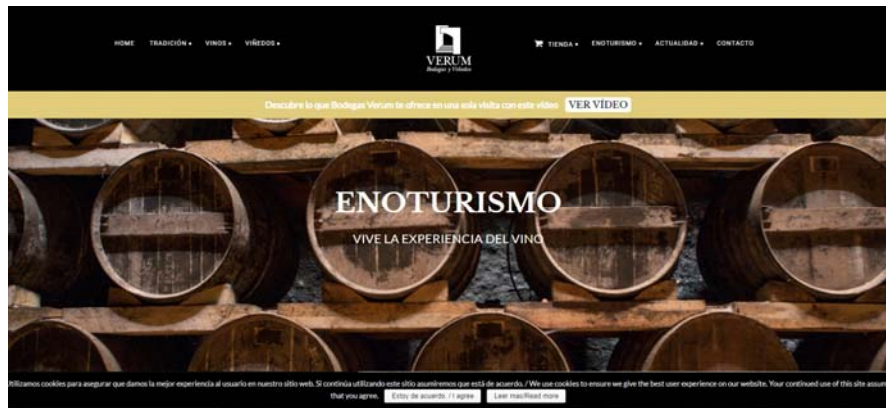 HOME TRADICIÓN VINOS VIÑEDOS
VERUM
Bodegas y Viñedos
TIENDA ENOTURISMO ACTUALIDAD CONTACTO
Descubre lo que Bodegas Verum te ofrece en una sola visita con este vídeo VER VÍDEO
ENOTURISMO
VIVE LA EXPERIENCIA DEL VINO
Utilizamos cookies para asegurar que damos la mejor experiencia al usuario en nuestro sitio web. Si continúa utilizando este sitio asumiremos que está de acuerdo. / We use cookies to ensure we give the best user experience on our website. Your continued use of this site assum
that you agree. Estoy de acuerdo. / I agree Leer mas/Read more